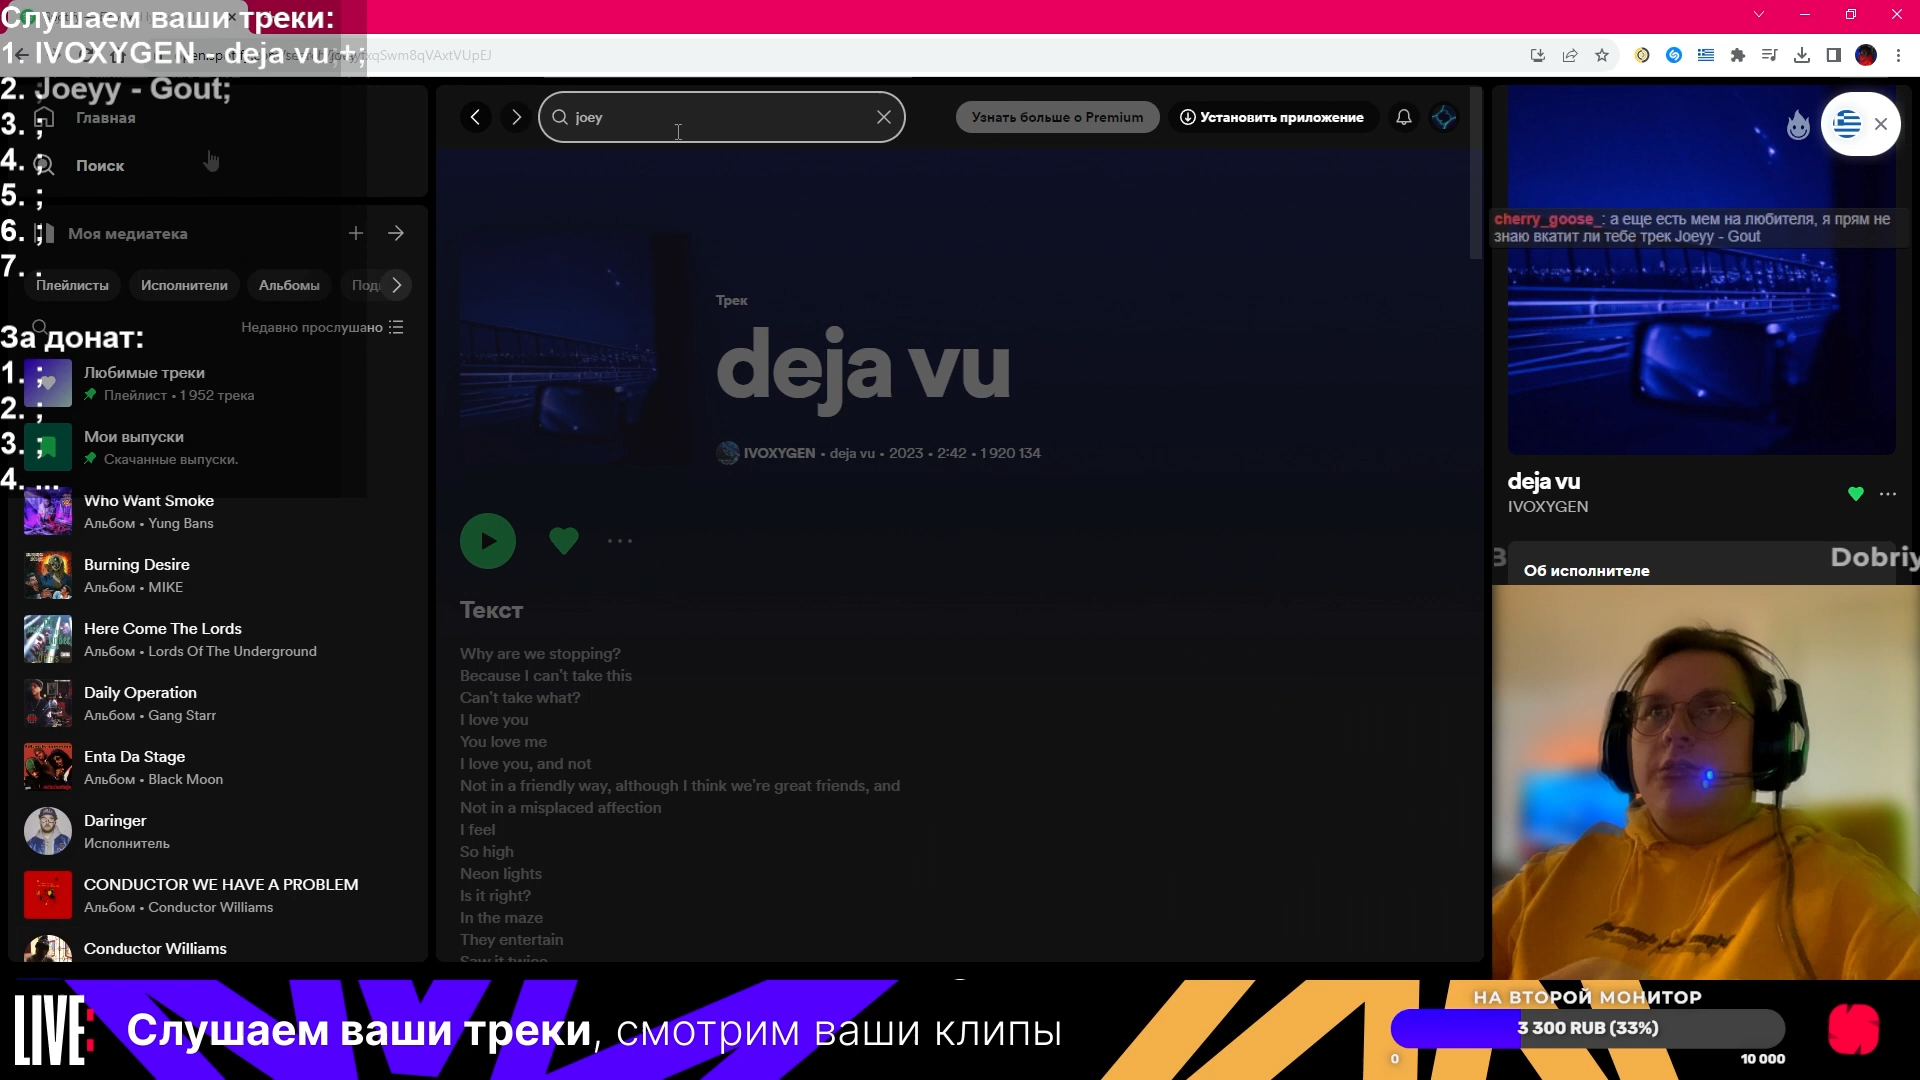 Слушаем ваши треки:
1. IVOXYGEN - deja vu +;
2. Joeyy - Gout;
3. ;
4. ;
5. ;
6. ;
7. .
За донат:
1. ;
2. ;
3. ;
4. ...
Главная
Поиск
Моя медиатека
Плейлисты
Исполнители
Альбомы
Недавно прослушано
Любимые треки
Плейлист • 1 952 трека
Мои выпуски
Скачанные выпуски.
Who Want Smoke
Альбом • Yung Bans
Burning Desire
Альбом • MIKE
Here Come The Lords
Альбом • Lords Of The Underground
Daily Operation
Альбом • Gang Starr
Enta Da Stage
Альбом • Black Moon
Daringer
Исполнитель
CONDUCTOR WE HAVE A PROBLEM
Альбом • Conductor Williams
Conductor Williams
joey
Узнать больше о Premium
Установить приложение
Трек
deja vu
IVOXYGEN • deja vu • 2023 • 2:42 • 1 920 134
Текст
Why are we stopping?
Because I can't take this
Can't take what?
I love you
You love me
I love you, and not
Not in a friendly way, although I think we're great friends, and
Not in a misplaced affection
I feel
So high
Neon lights
Is it right?
In the maze
They entertain
Saw it twice
cherry_goose_: а еще есть мем на любителя, я прям не
знаю вкатит ли тебе трек Joeyy - Gout
deja vu
IVOXYGEN
Dobriy
Об исполнителе
LIVE:
Слушаем ваши треки, смотрим ваши клипы
НА ВТОРОЙ МОНИТОР
3 300 RUB (33%)
0
10 000